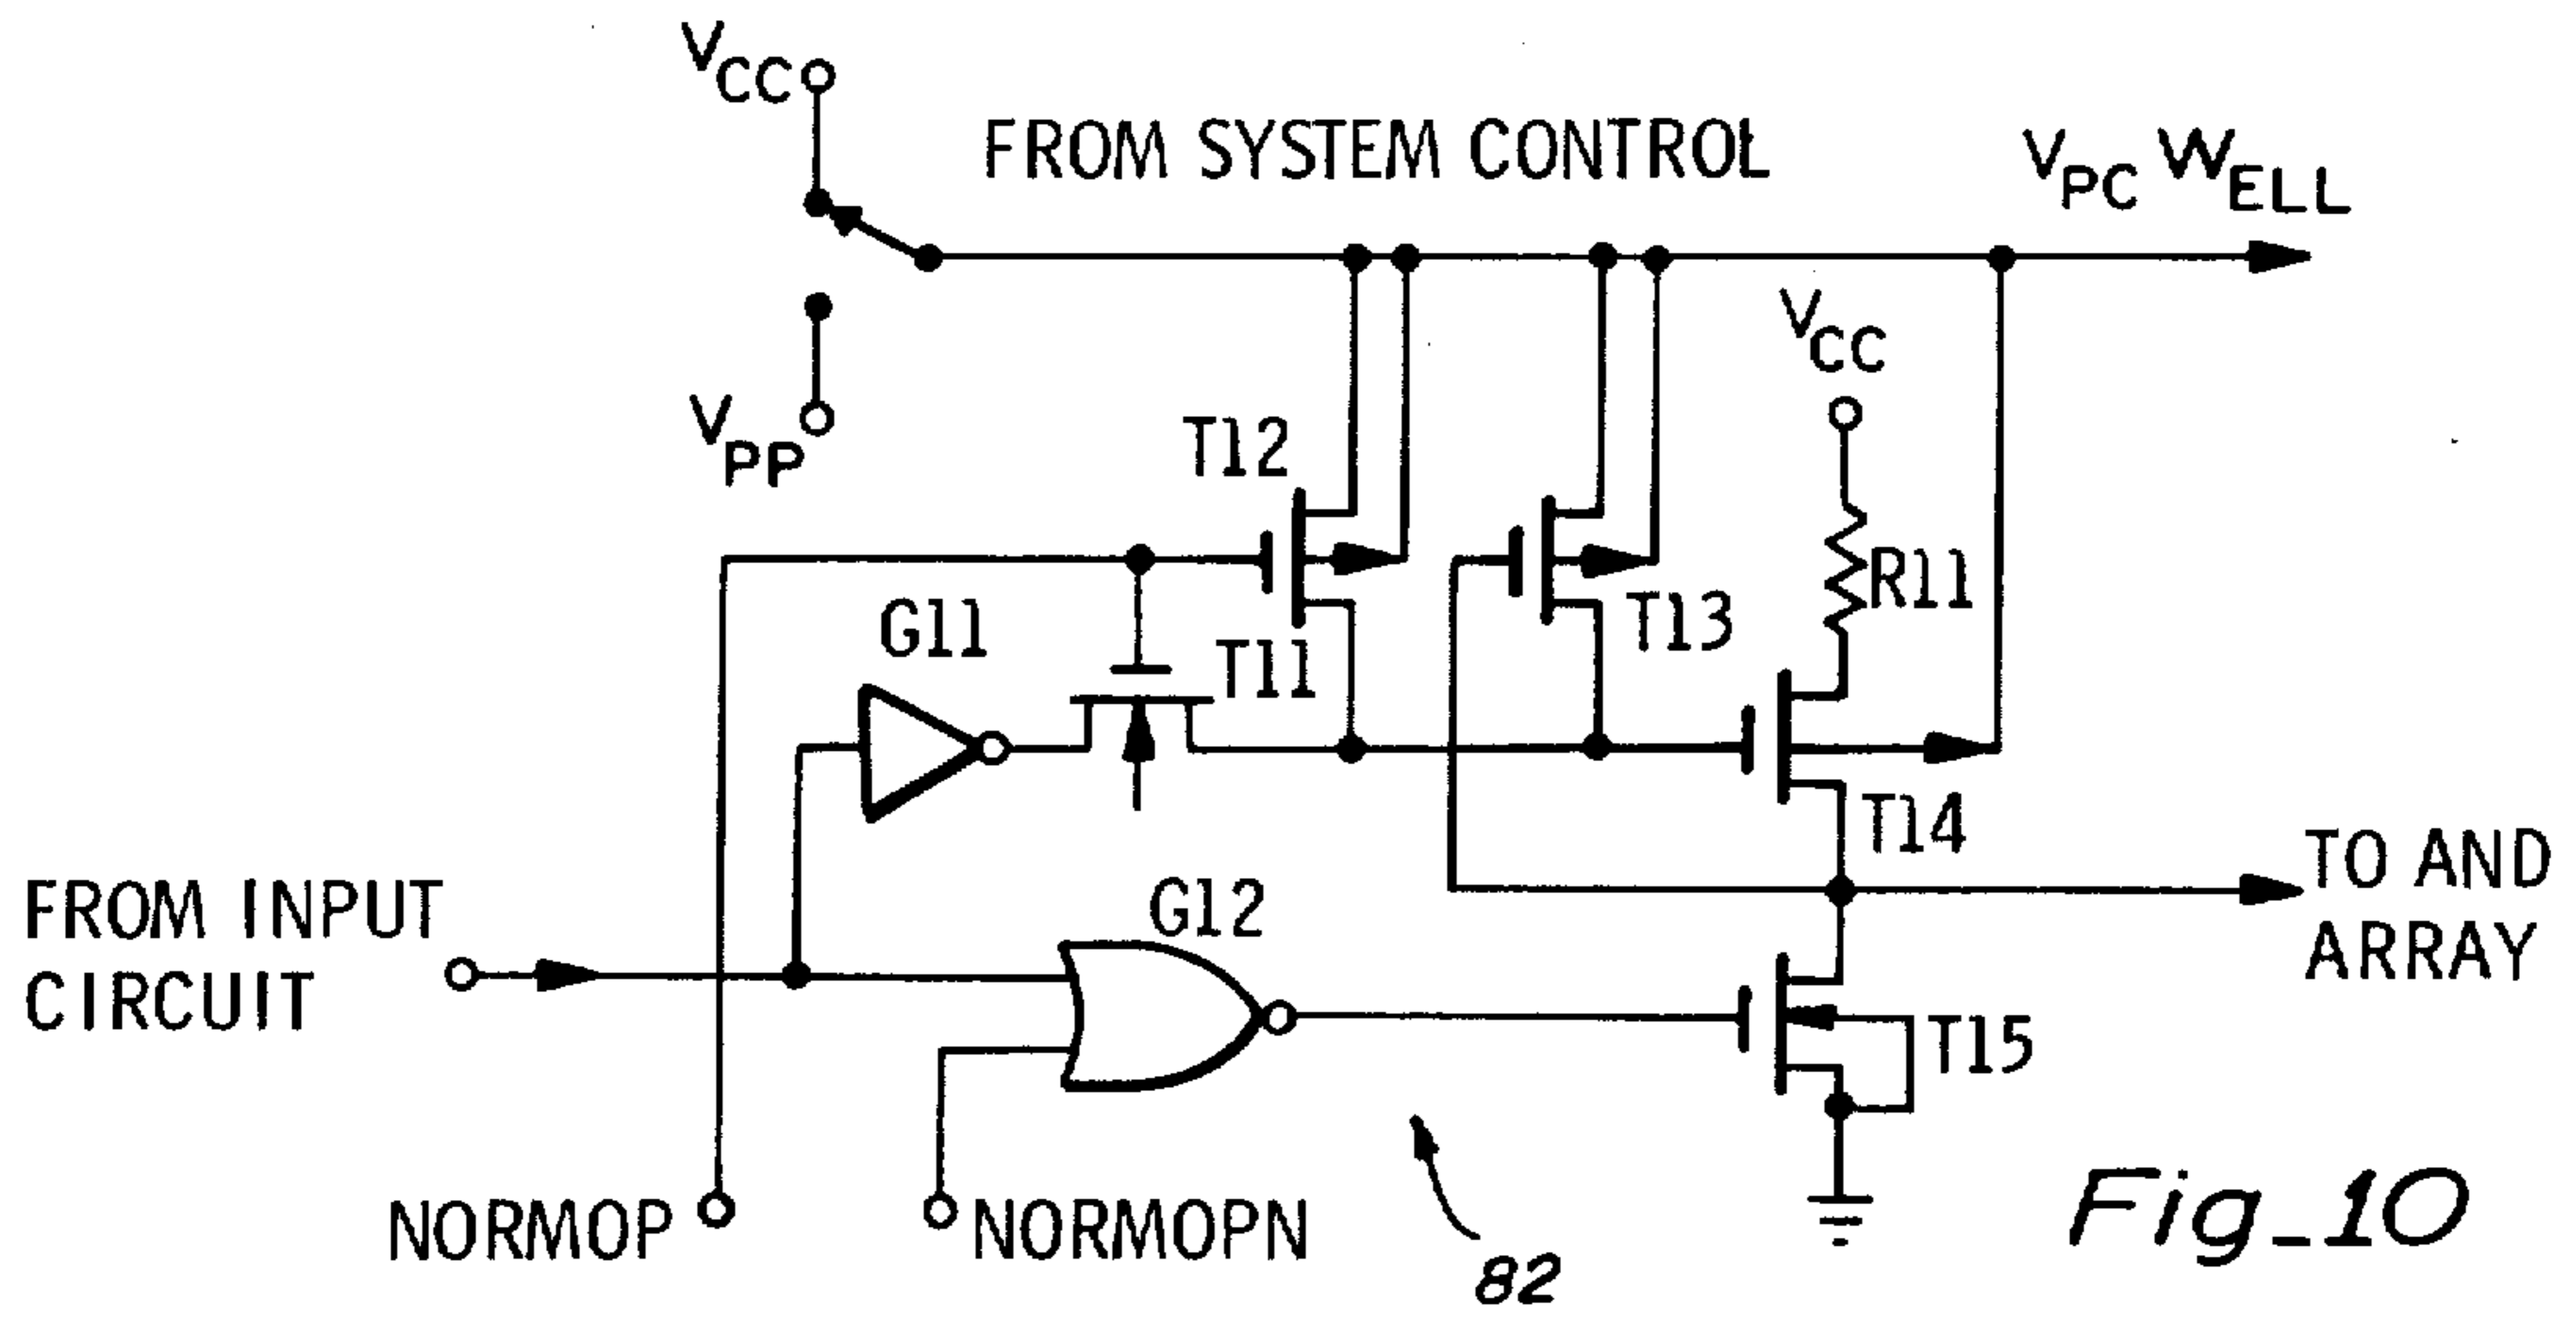 VCC
FROM SYSTEM CONTROL
VPC WELL
VCC
VPP
T12
R11
G11
T11
T13
T14
FROM INPUT
CIRCUIT
G12
TO AND
ARRAY
T15
NORMOP
NORMOPN
82
Fig_10